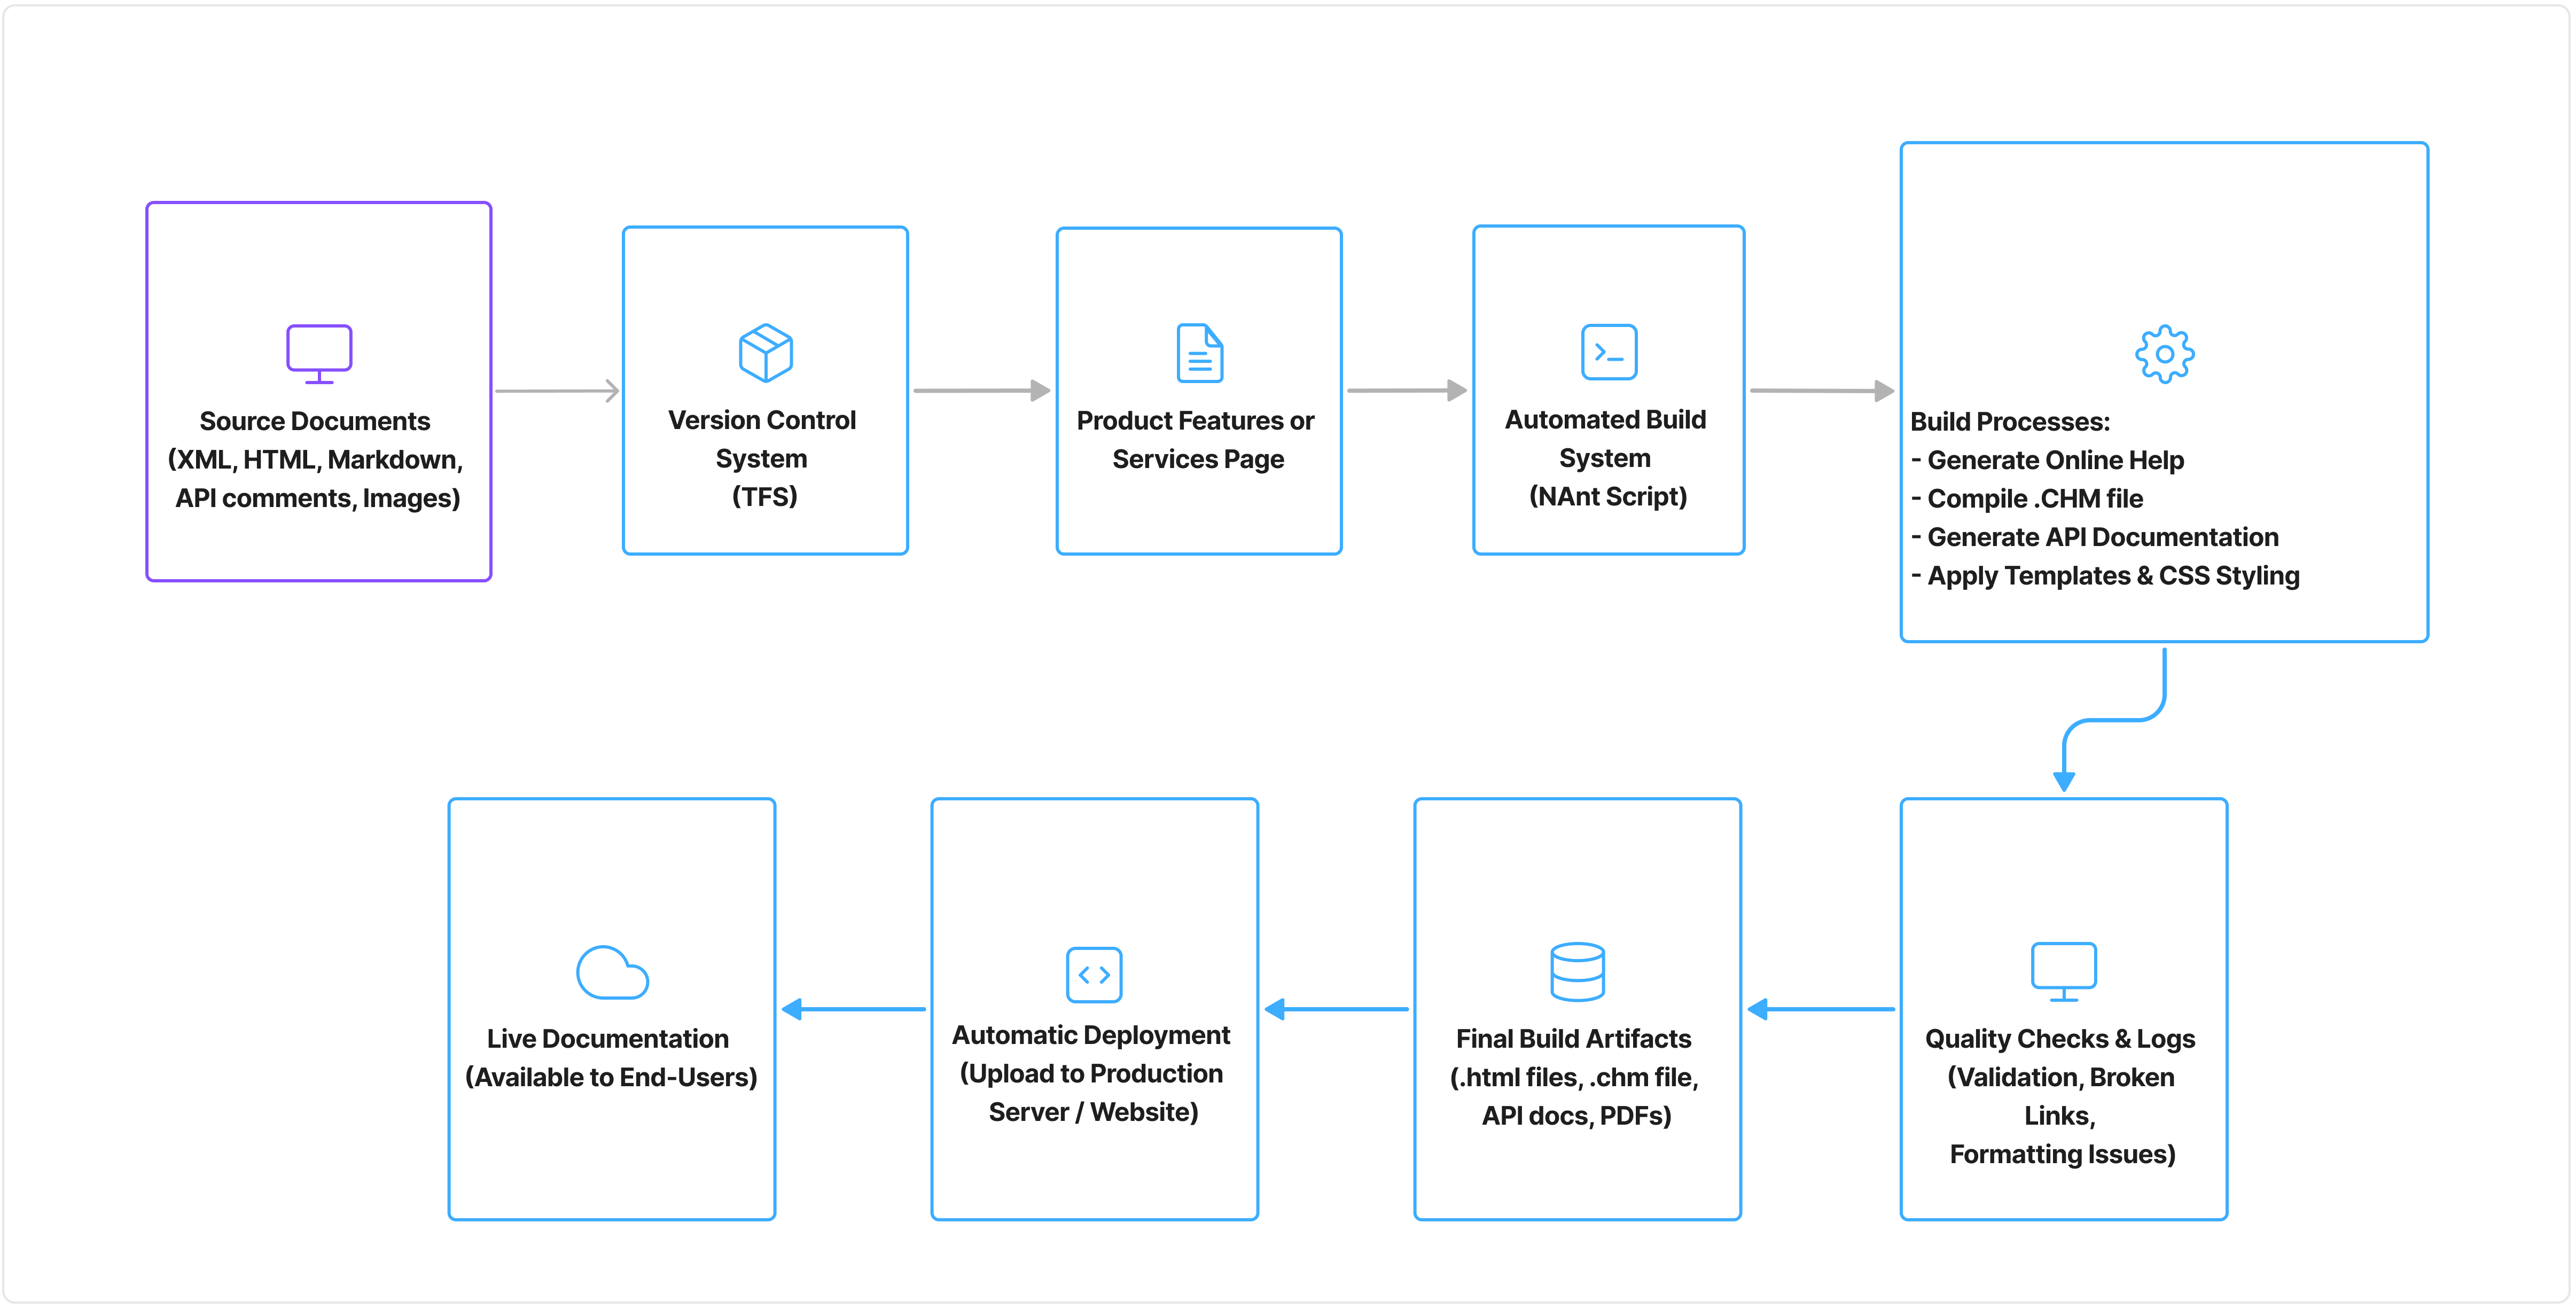 Source Documents
(XML, HTML, Markdown,
API comments, Images)
Version Control
System
(TFS)
Product Features or
Services Page
Automated Build
System
(NAnt Script)
Build Processes:
- Generate Online Help
- Compile .CHM file
- Generate API Documentation
- Apply Templates & CSS Styling
Live Documentation
(Available to End-Users)
Automatic Deployment
(Upload to Production
Server / Website)
Final Build Artifacts
(.html files, .chm file,
API docs, PDFs)
Quality Checks & Logs
(Validation, Broken
Links,
Formatting Issues)